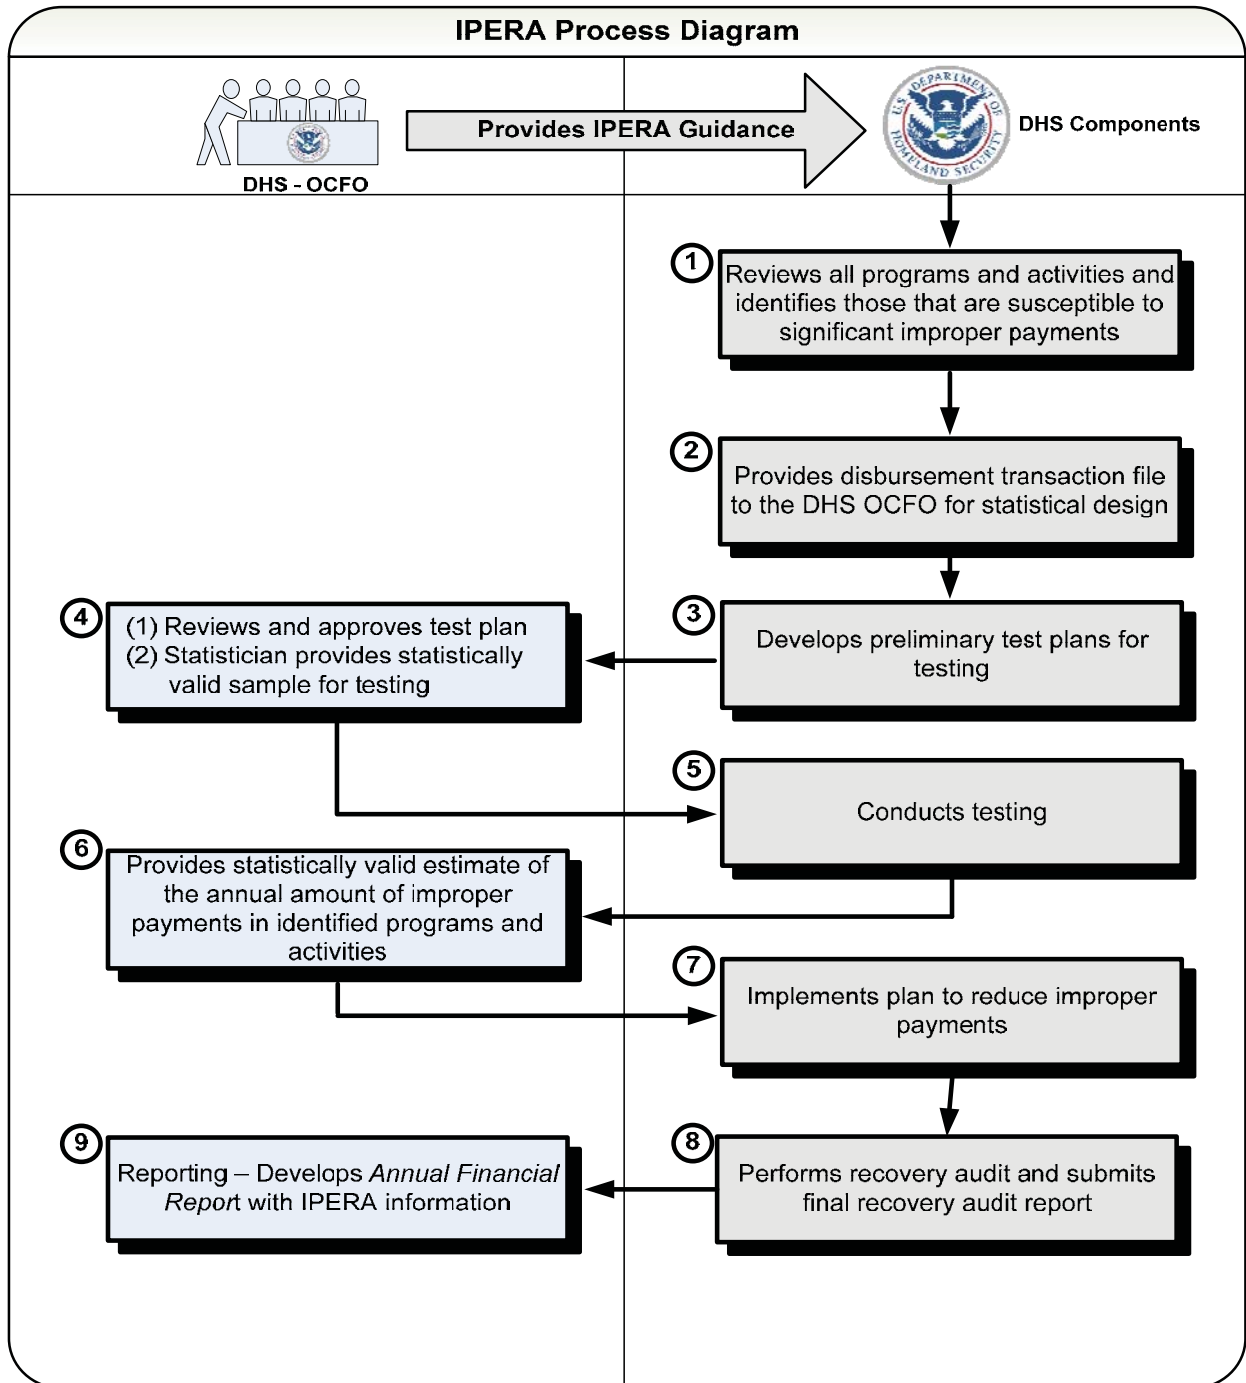 IPERA Process Diagram
Provides IPERA Guidance
U.S. DEPARTMENT OF
HOMELAND SECURITY
DHS Components
DHS - OCFO
1
Reviews all programs and activities and
identifies those that are susceptible to
significant improper payments
2
Provides disbursement transaction file
to the DHS OCFO for statistical design
3
Develops preliminary test plans for
testing
4
(1) Reviews and approves test plan
(2) Statistician provides statistically
valid sample for testing
5
Conducts testing
6
Provides statistically valid estimate of
the annual amount of improper
payments in identified programs and
activities
7
Implements plan to reduce improper
payments
8
Performs recovery audit and submits
final recovery audit report
9
Reporting – Develops Annual Financial
Report with IPERA information